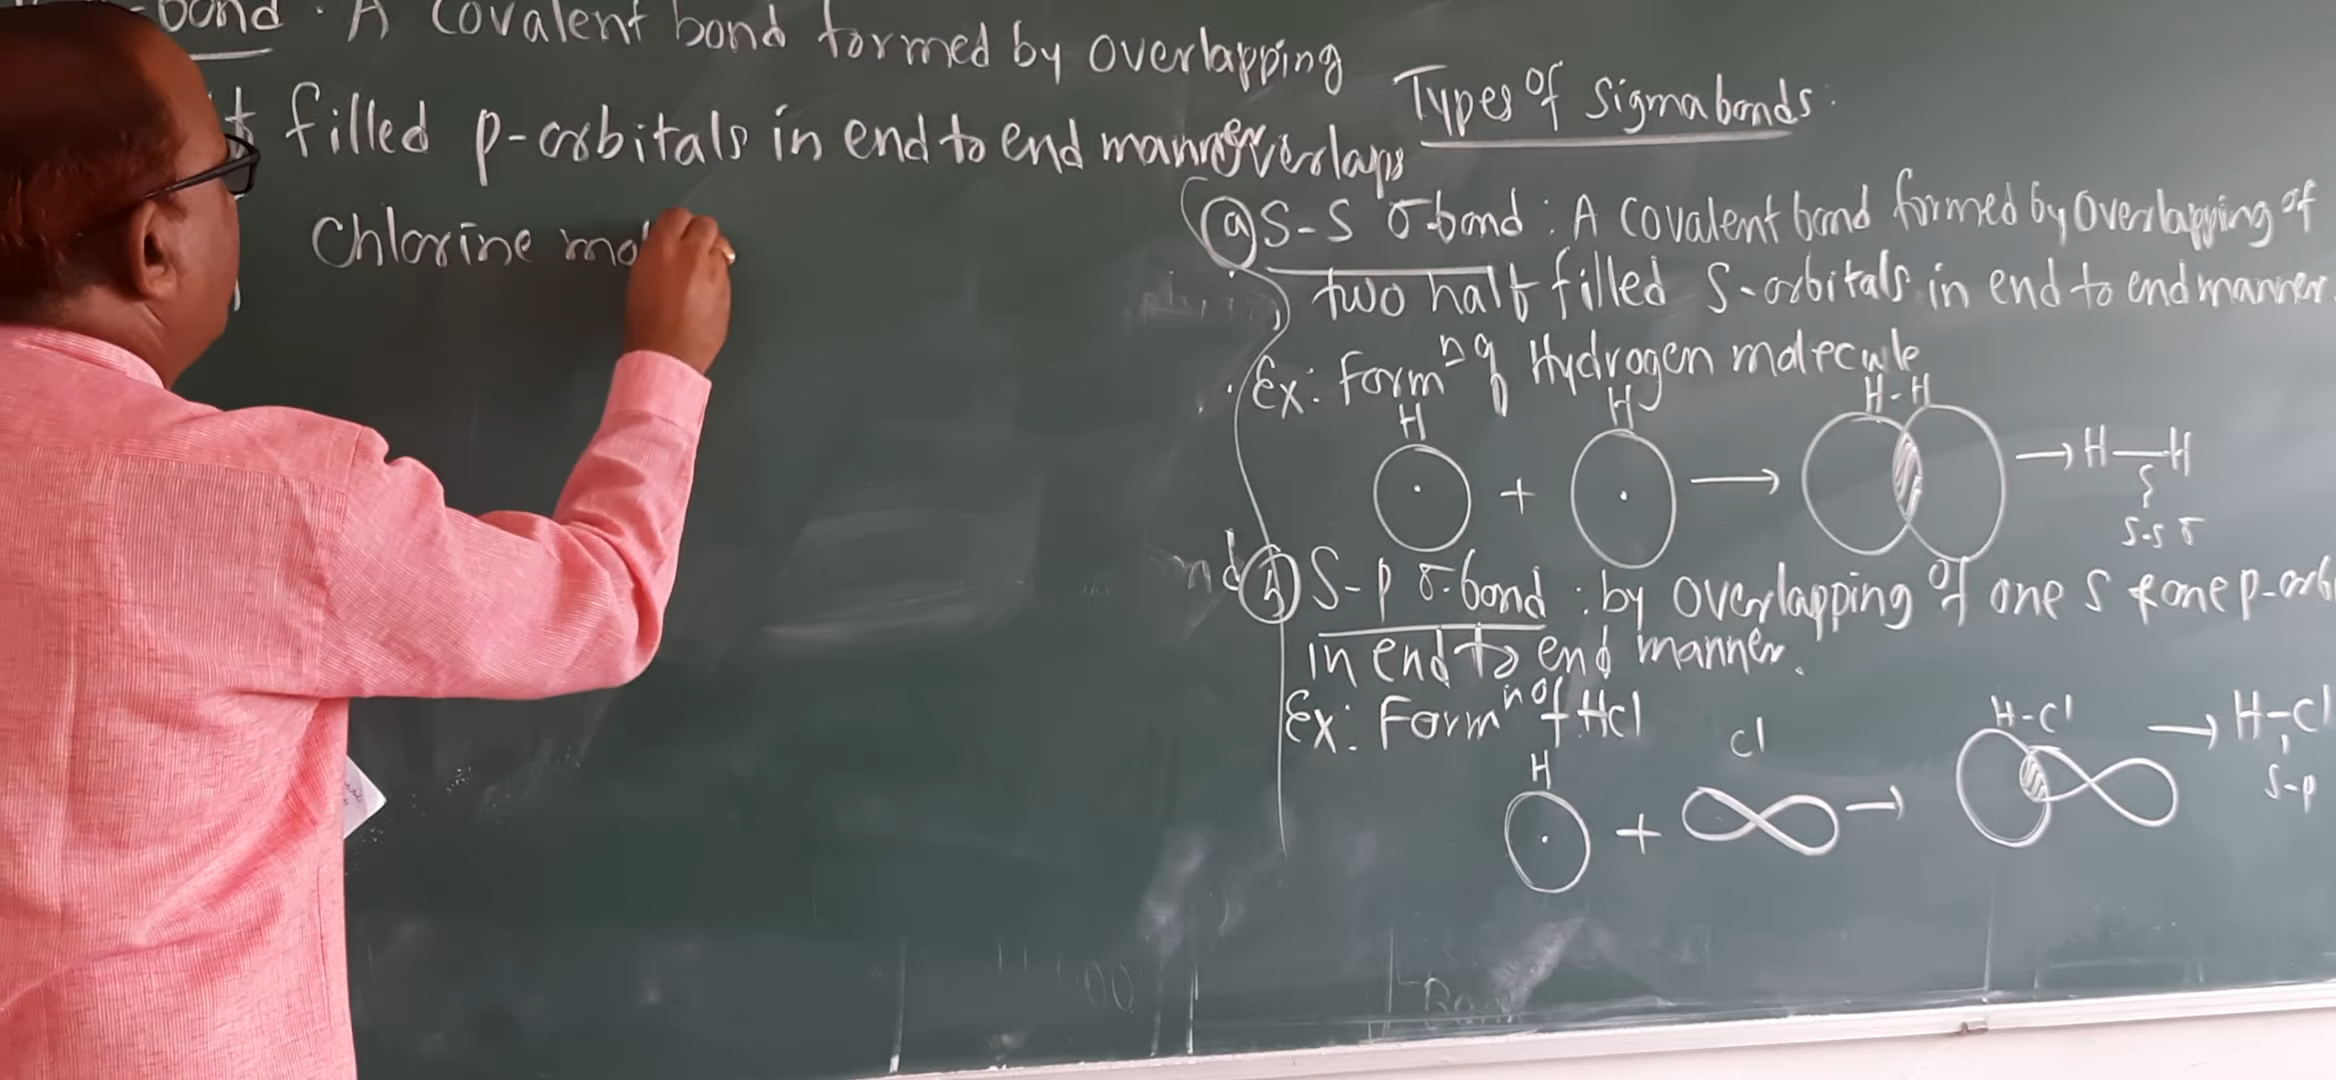 bond : A covalent bond formed by overlapping
filled p-orbitals in end to end manner
overlaps
Chlorine
Types of sigma bonds:
a) S-S σ-bond : A covalent bond formed by overlapping of
two half filled S-orbitals in end to end manner.
Ex: Formⁿ of Hydrogen malecule
H
H
H-H
+
→
→ H—H
S-S σ
S-p σ-bond : by overlapping of one S & one p-orb
in end to end manner.
Ex: Formⁿ of HCl
H
Cl
H-Cl
→ H-Cl
+
→
S-p